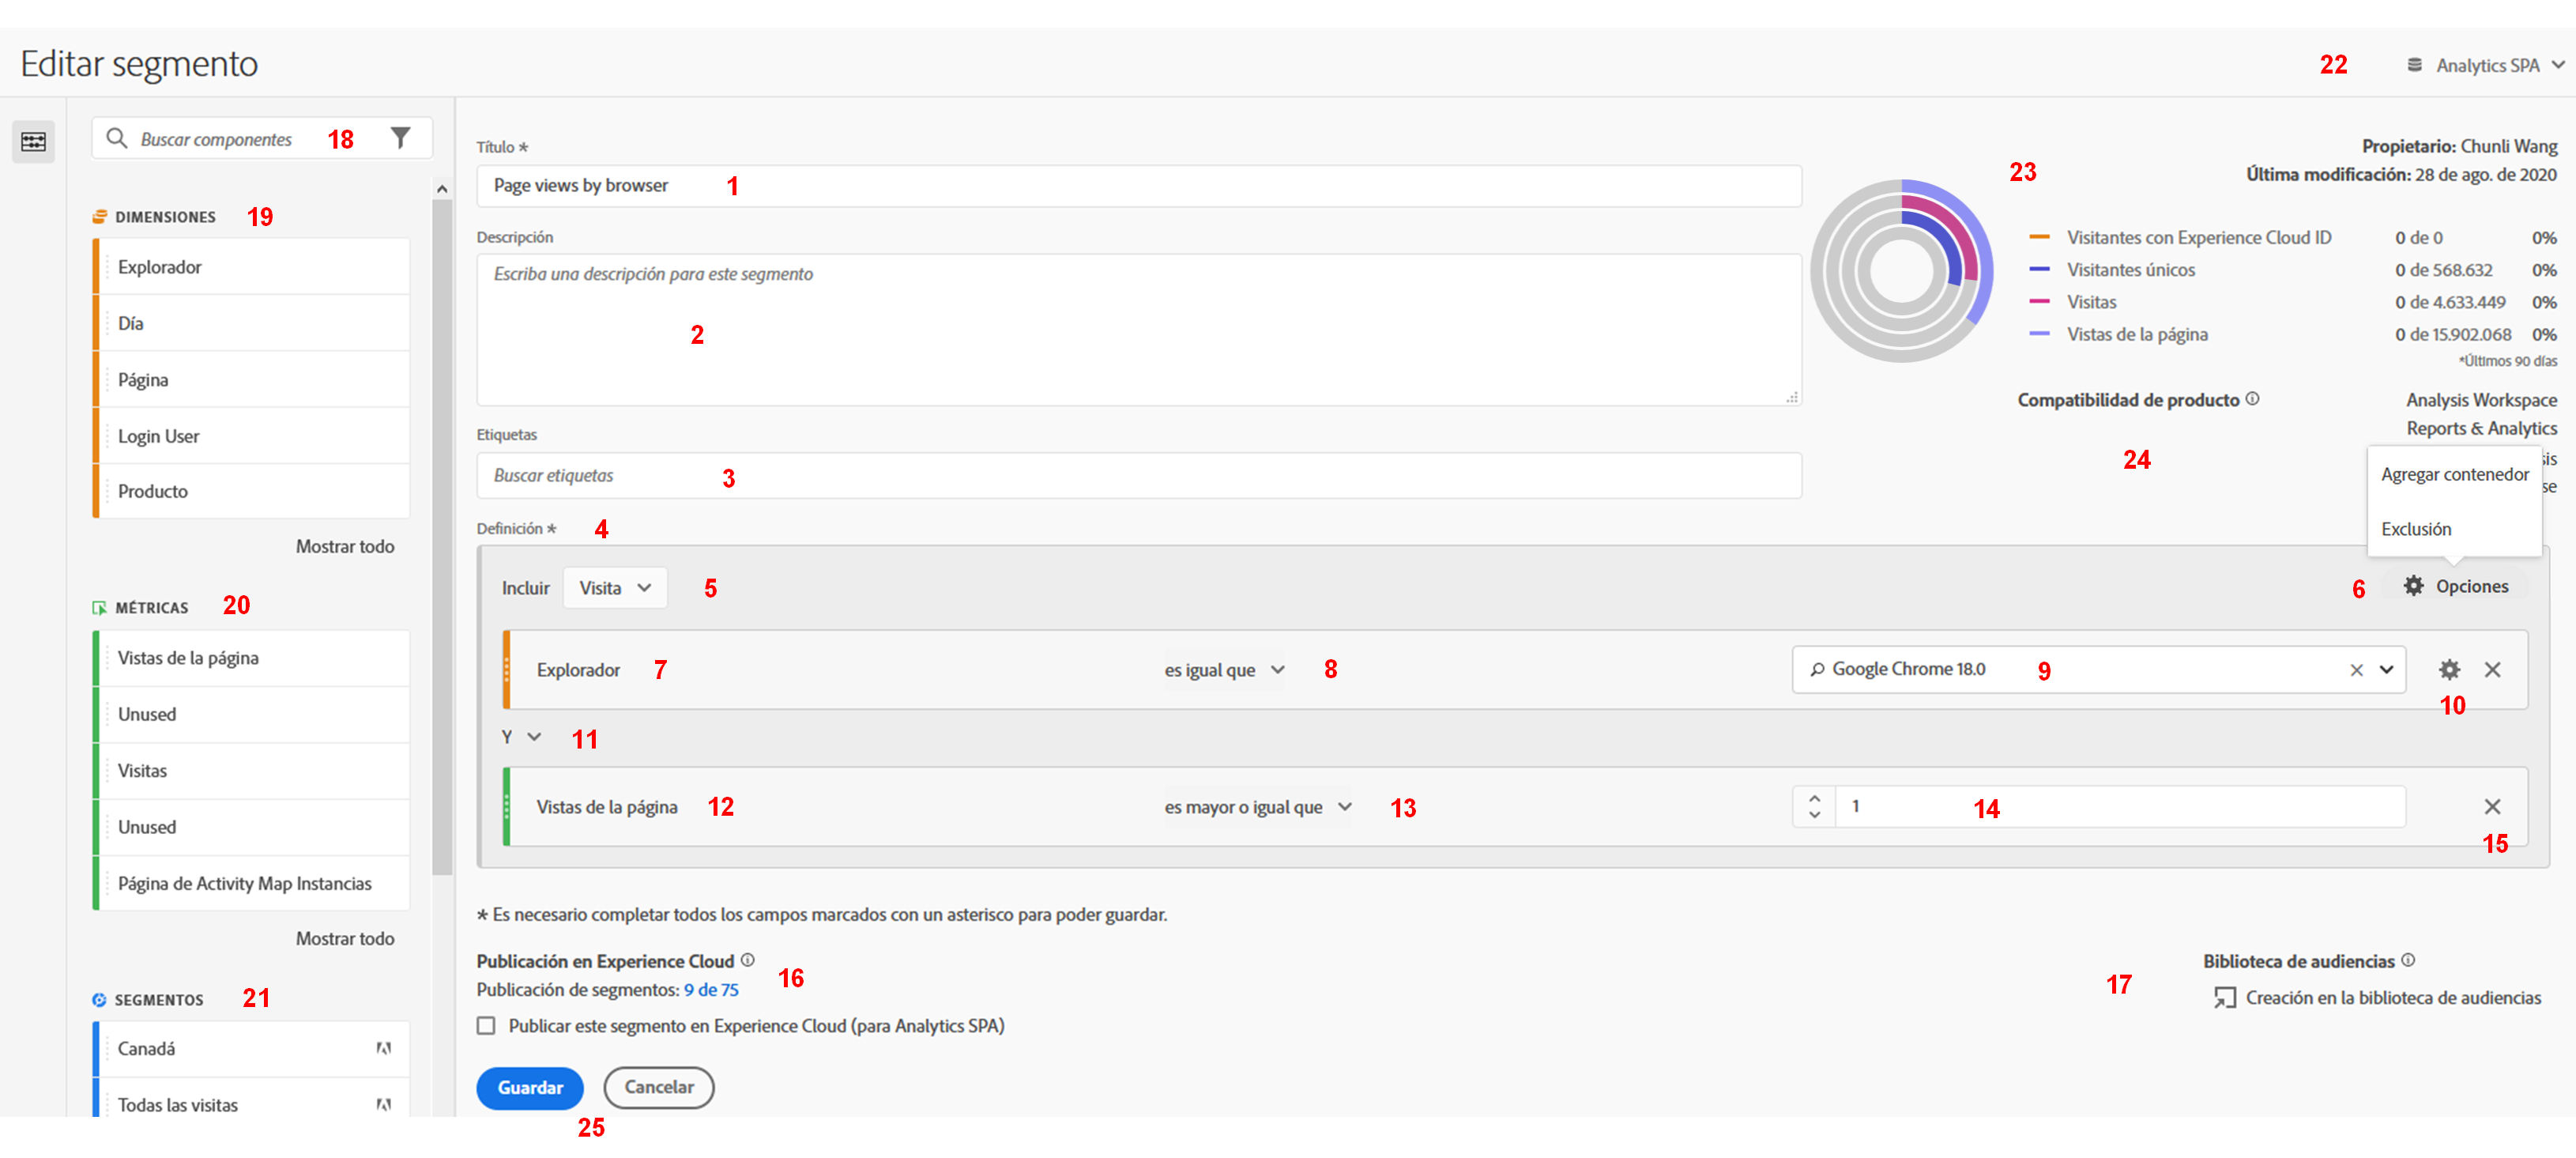 Editar segmento
22
Analytics SPA
Buscar componentes 18
DIMENSIONES 19
Explorador
Día
Página
Login User
Producto
Mostrar todo
MÉTRICAS 20
Vistas de la página
Unused
Visitas
Unused
Página de Activity Map Instancias
Mostrar todo
SEGMENTOS 21
Canadá
Todas las visitas
Título *
Page views by browser 1
Descripción
Escriba una descripción para este segmento
2
Etiquetas
Buscar etiquetas 3
Definición * 4
Incluir Visita 5
6 Opciones
Explorador 7 es igual que 8 Google Chrome 18.0 9
10
Y 11
Vistas de la página 12 es mayor o igual que 13 1 14
15
* Es necesario completar todos los campos marcados con un asterisco para poder guardar.
Publicación en Experience Cloud
16
Publicación de segmentos: 9 de 75
Publicar este segmento en Experience Cloud (para Analytics SPA)
Guardar Cancelar
25
17
Biblioteca de audiencias
Creación en la biblioteca de audiencias
Propietario: Chunli Wang
23
Última modificación: 28 de ago. de 2020
Visitantes con Experience Cloud ID 0 de 0 0%
Visitantes únicos 0 de 568.632 0%
Visitas 0 de 4.633.449 0%
Vistas de la página 0 de 15.902.068 0%
*Últimos 90 días
Compatibilidad de producto Analysis Workspace
Reports & Analytics
24
Agregar contenedor
Exclusión